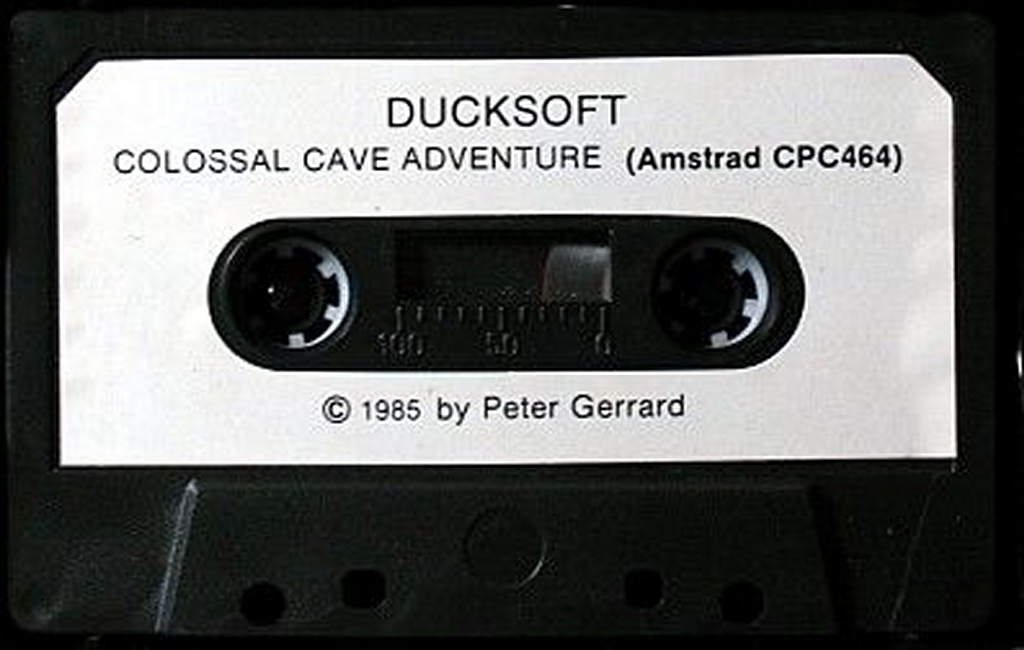 DUCKSOFT
COLOSSAL CAVE ADVENTURE (Amstrad CPC464)
100 50 0
© 1985 by Peter Gerrard